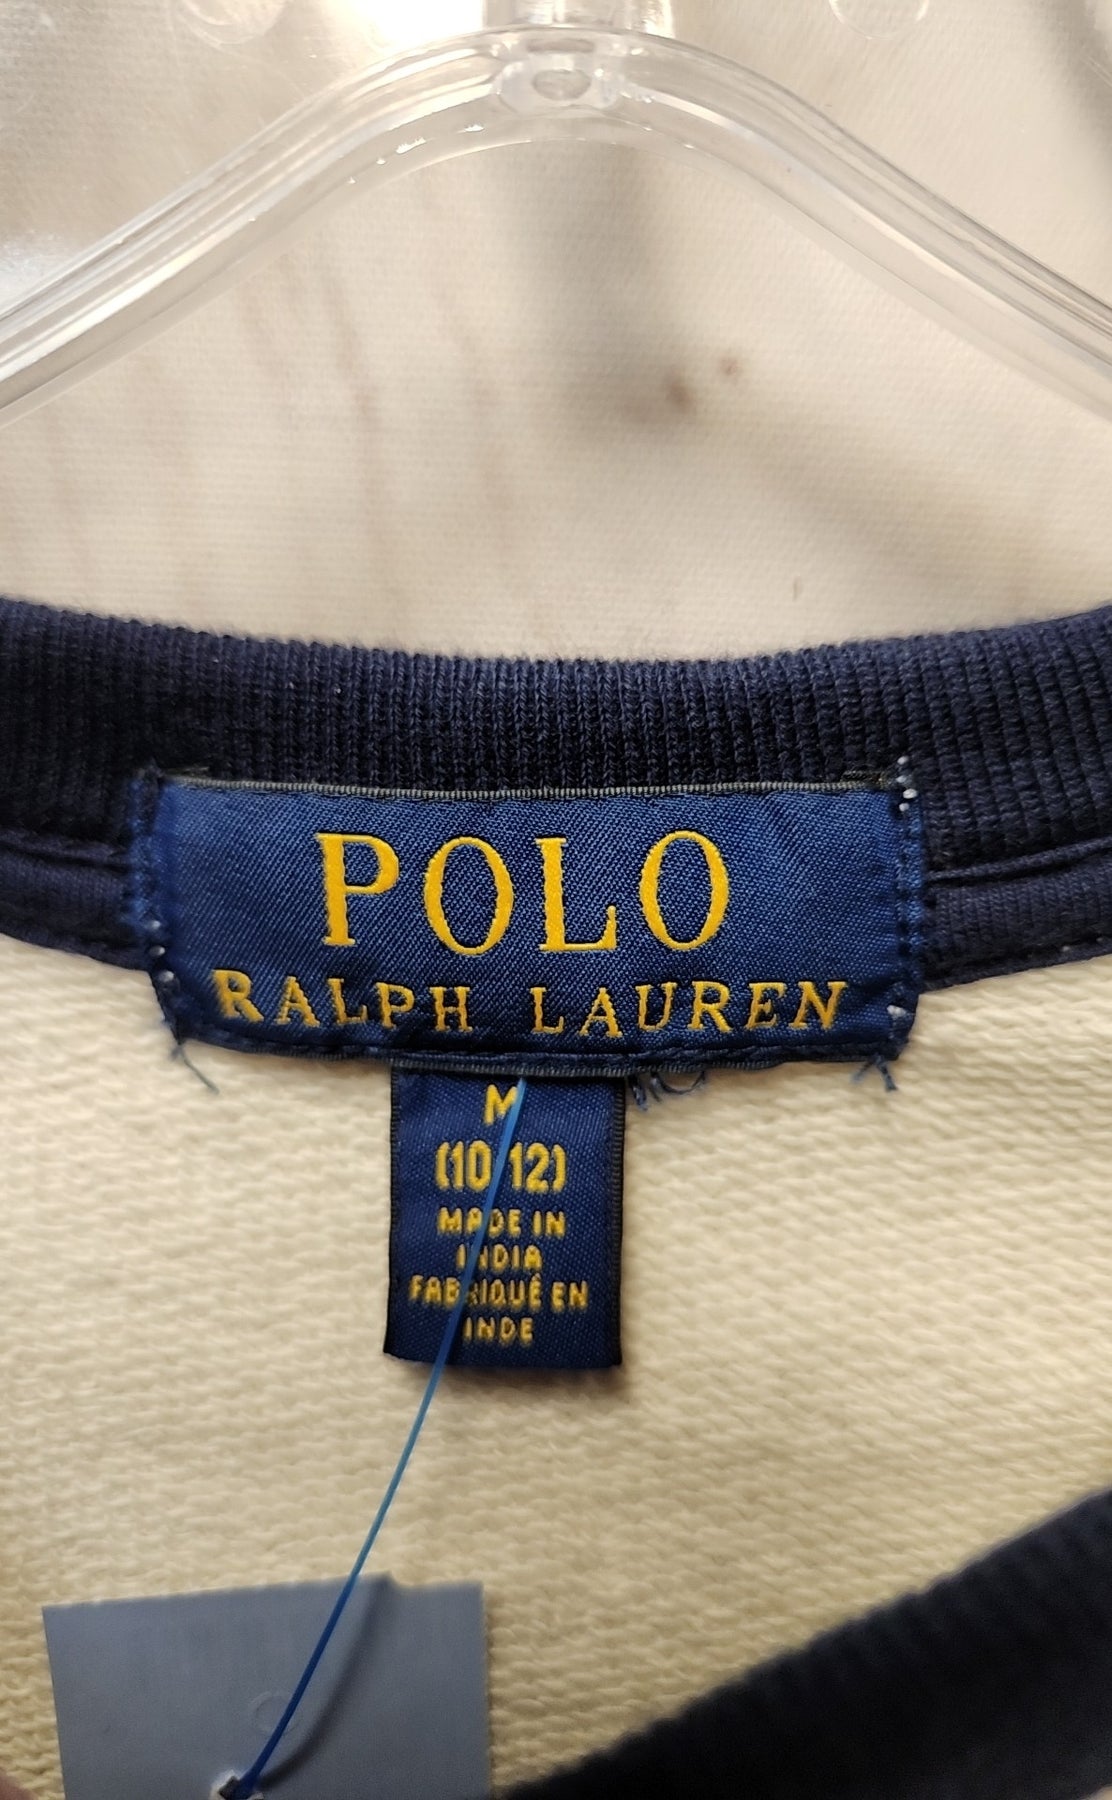 POLO
RALPH LAUREN
M
(10/12)
MADE IN
INDIA
FABRIQUÉ EN
INDE